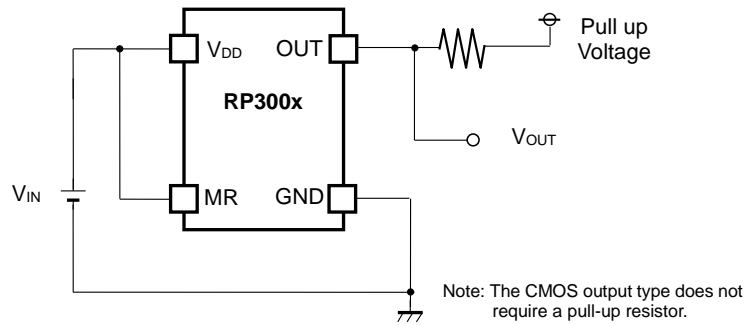 Pull up
Voltage
VDD
OUT
RP300x
VOUT
VIN
MR
GND
Note: The CMOS output type does not
require a pull-up resistor.